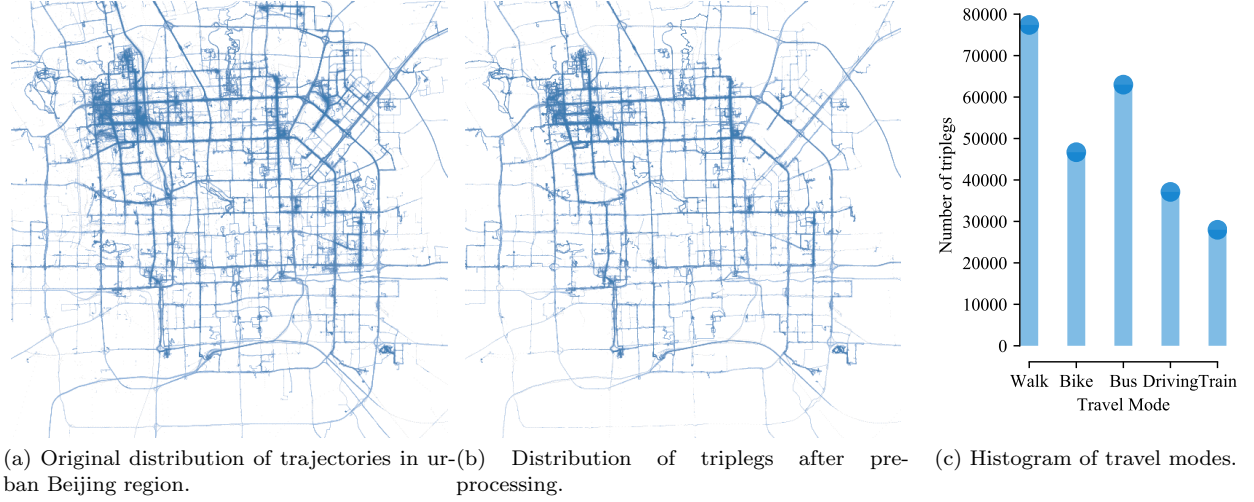 80000
70000
60000
50000
40000
30000
20000
10000
0
Number of triplegs
Walk Bike Bus Driving Train
Travel Mode
(a) Original distribution of trajectories in ur-
ban Beijing region.
(b) Distribution of triplegs after pre-
processing.
(c) Histogram of travel modes.